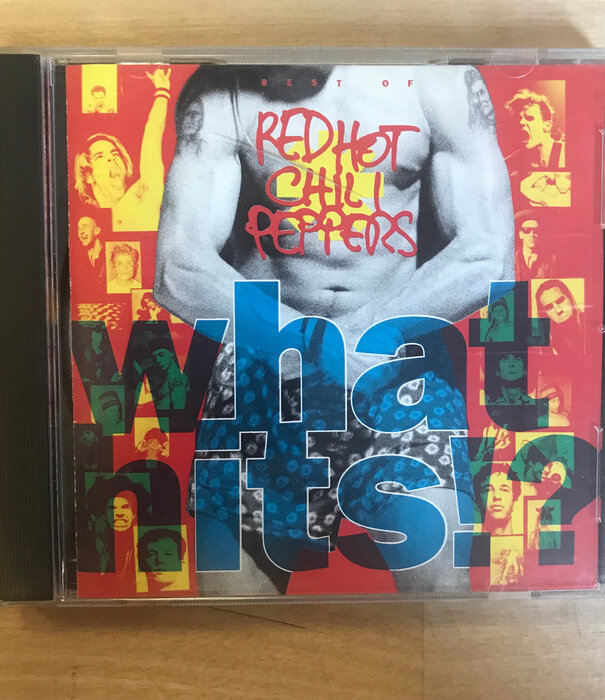 BEST OF
RED HOT
CHILI
PEPPERS
what
hits!?